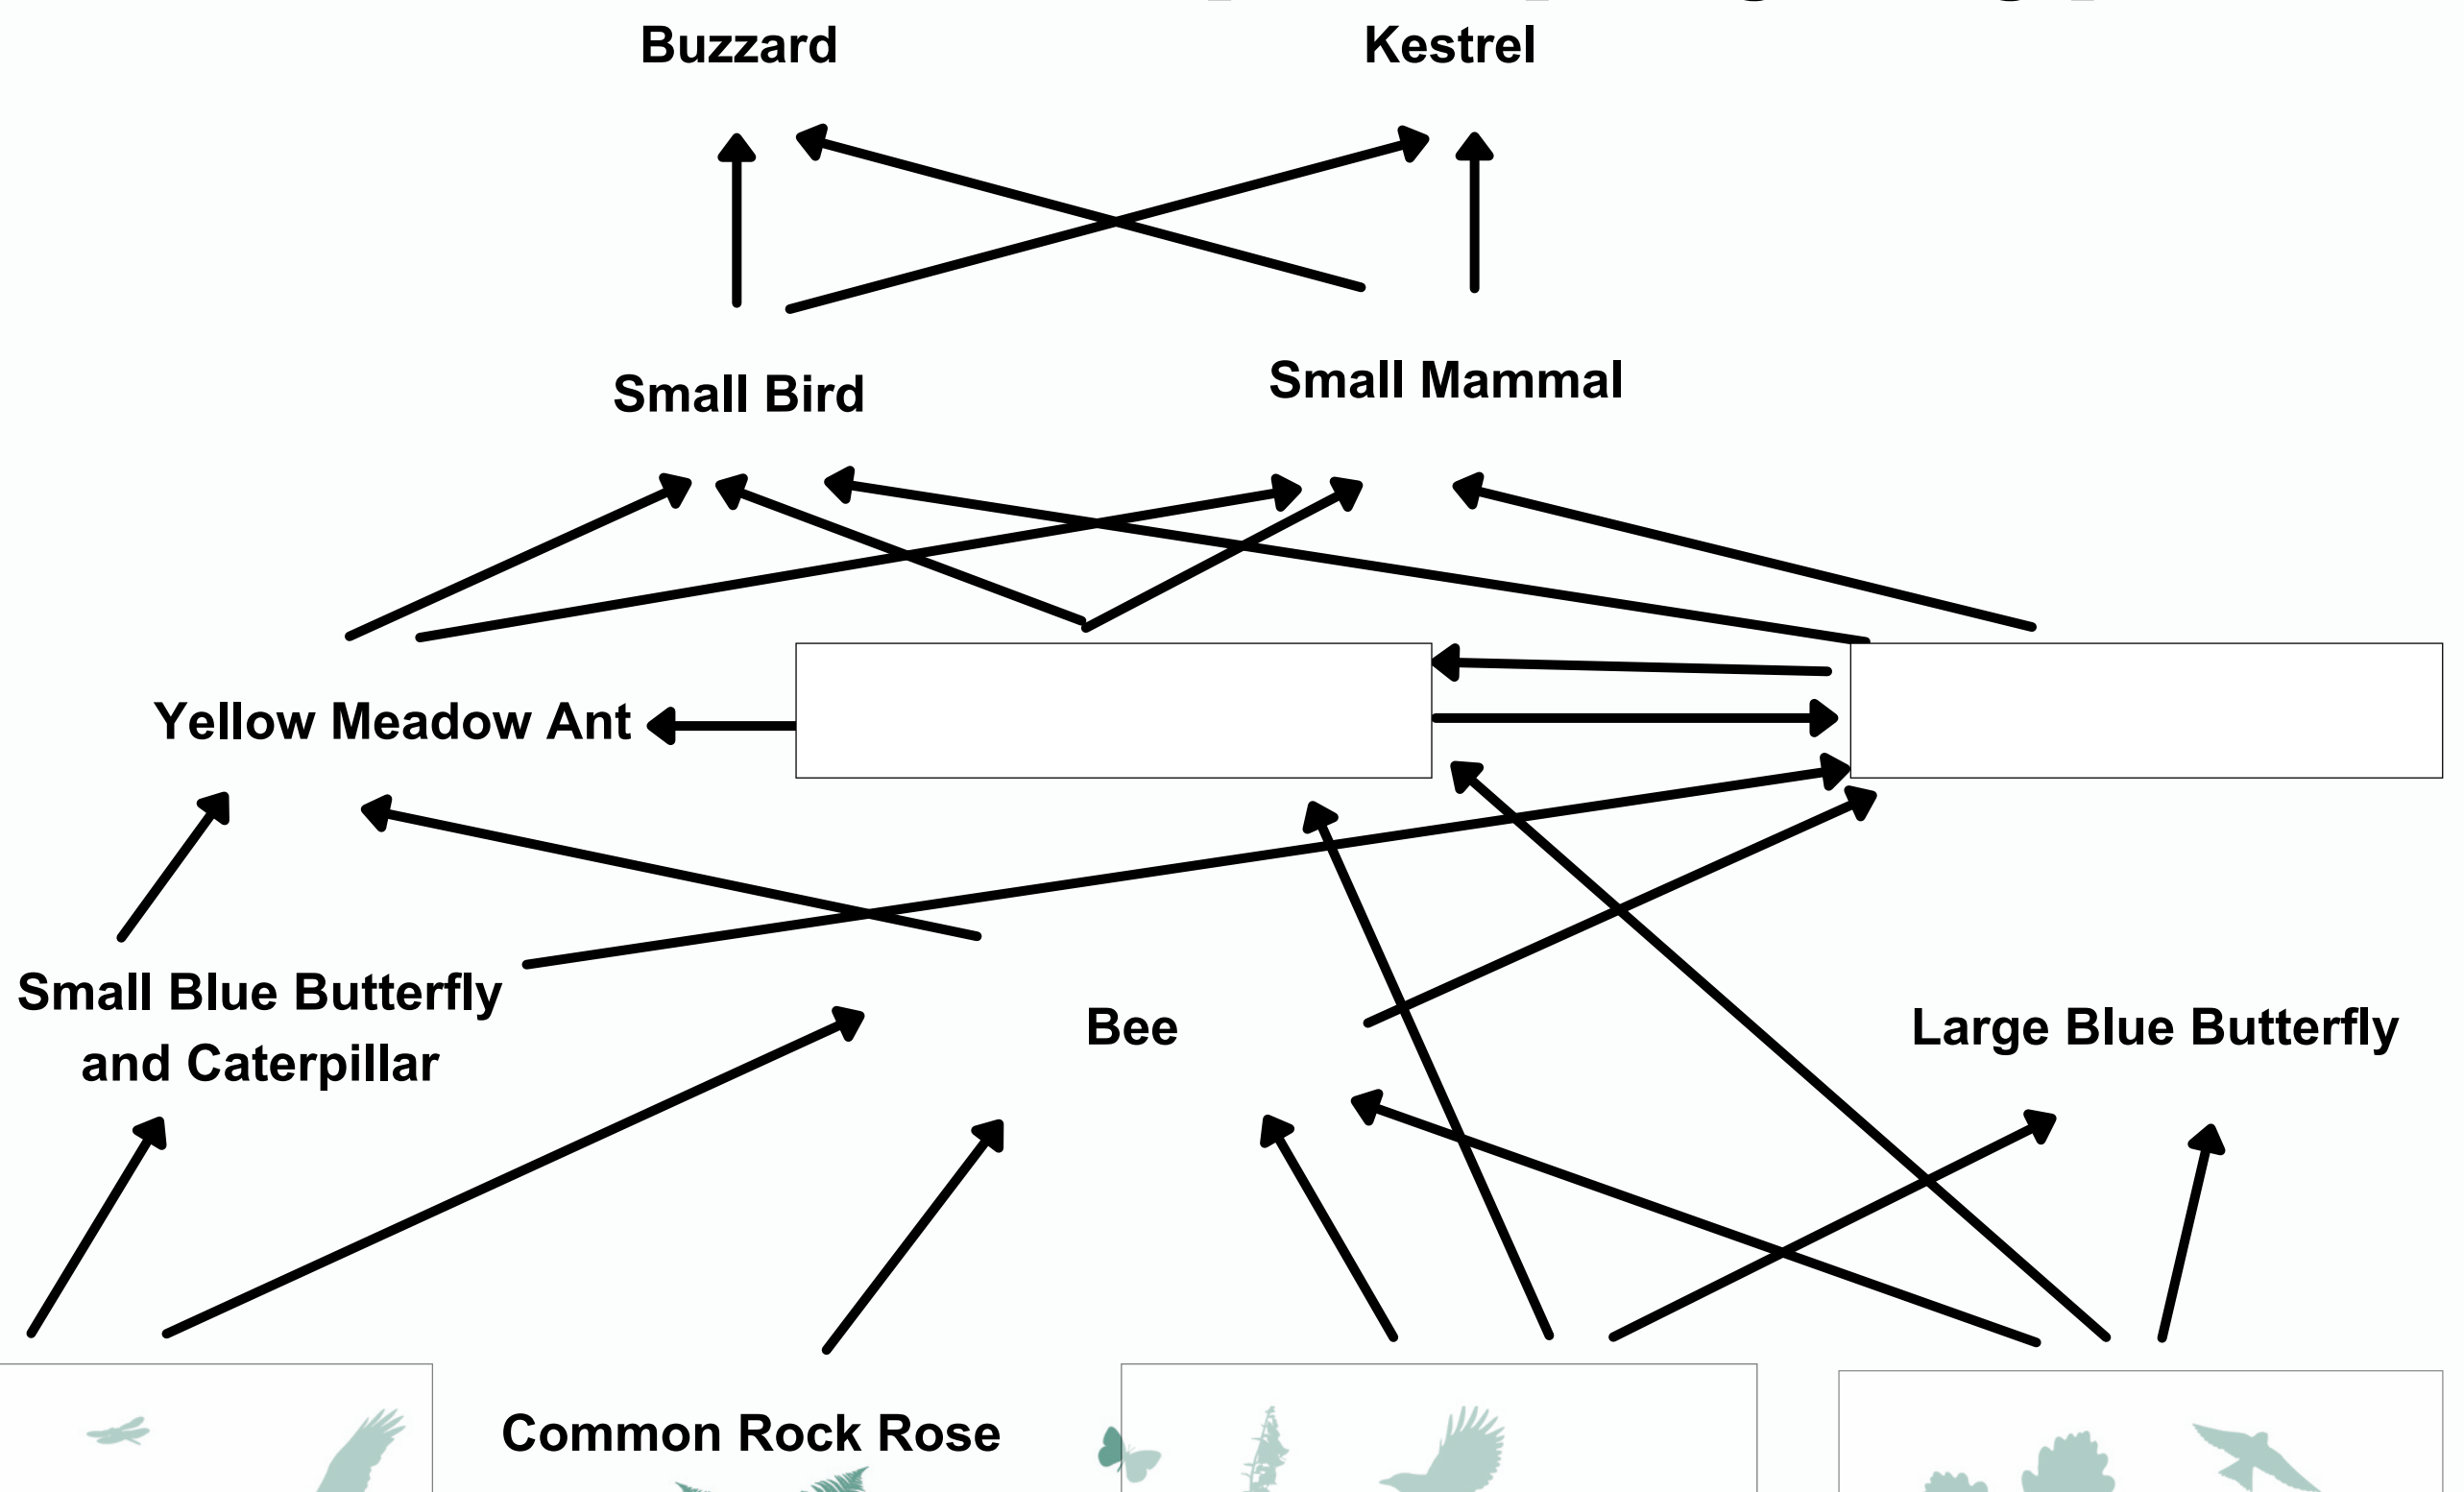 Buzzard
Kestrel
Small Bird
Small Mammal
Yellow Meadow Ant
Small Blue Butterfly
and Caterpillar
Bee
Large Blue Butterfly
Common Rock Rose